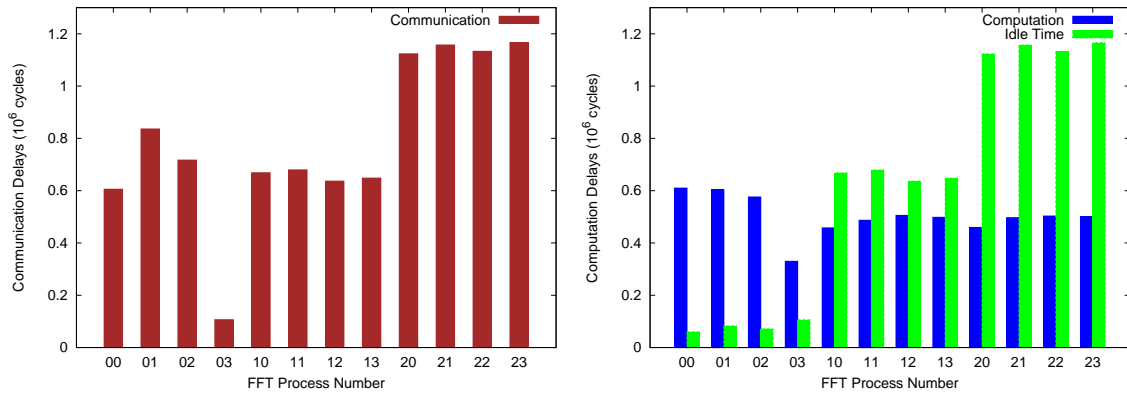 Communication
Communication Delays (10^6 cycles)
1.2
1
0.8
0.6
0.4
0.2
0
00 01 02 03 10 11 12 13 20 21 22 23
FFT Process Number
Computation
Idle Time
Computation Delays (10^6 cycles)
1.2
1
0.8
0.6
0.4
0.2
0
00 01 02 03 10 11 12 13 20 21 22 23
FFT Process Number